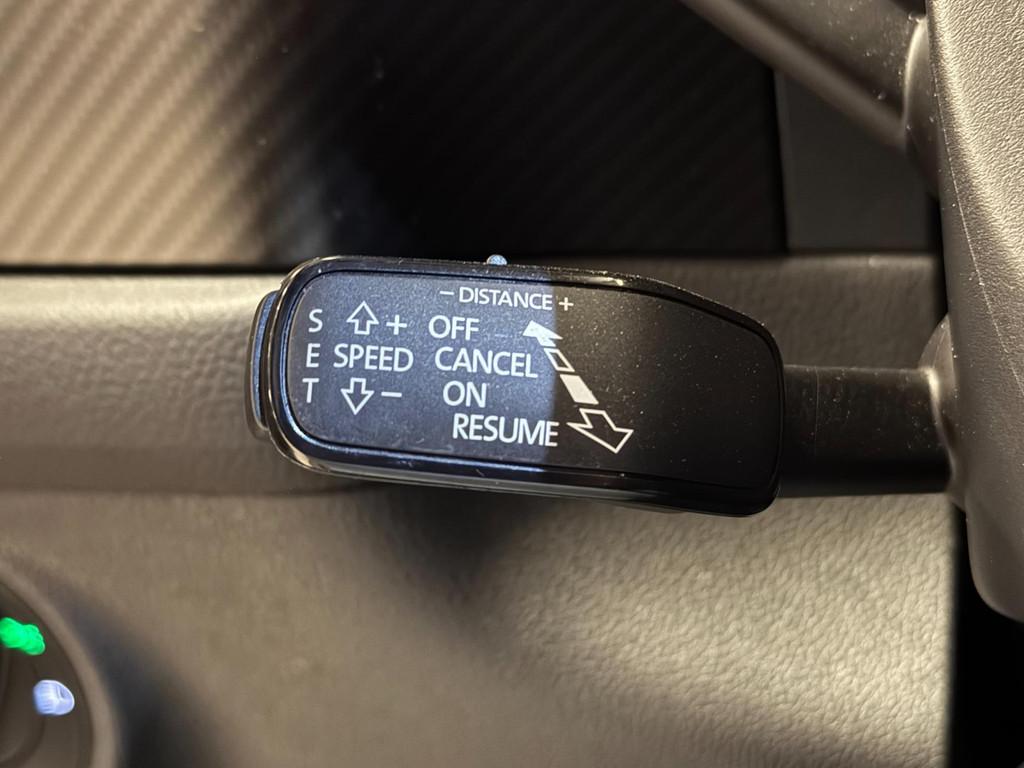 − DISTANCE +
S + OFF
E SPEED CANCEL
T − ON
RESUME